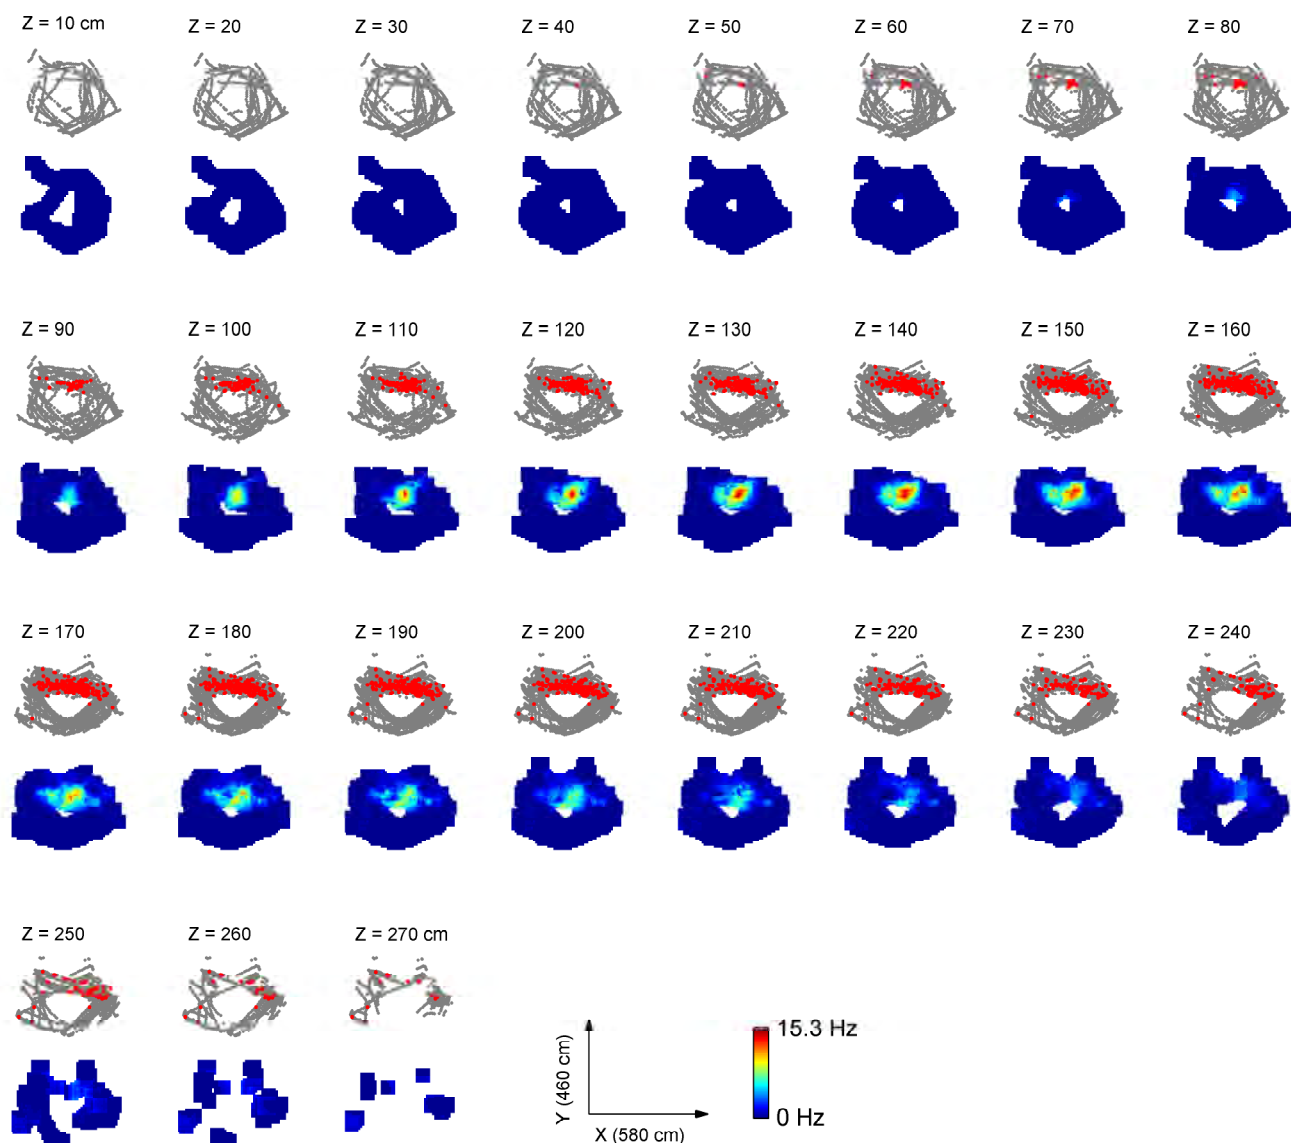 Z = 10 cm
Z = 20
Z = 30
Z = 40
Z = 50
Z = 60
Z = 70
Z = 80
Z = 90
Z = 100
Z = 110
Z = 120
Z = 130
Z = 140
Z = 150
Z = 160
Z = 170
Z = 180
Z = 190
Z = 200
Z = 210
Z = 220
Z = 230
Z = 240
Z = 250
Z = 260
Z = 270 cm
Y (460 cm)
X (580 cm)
15.3 Hz
0 Hz